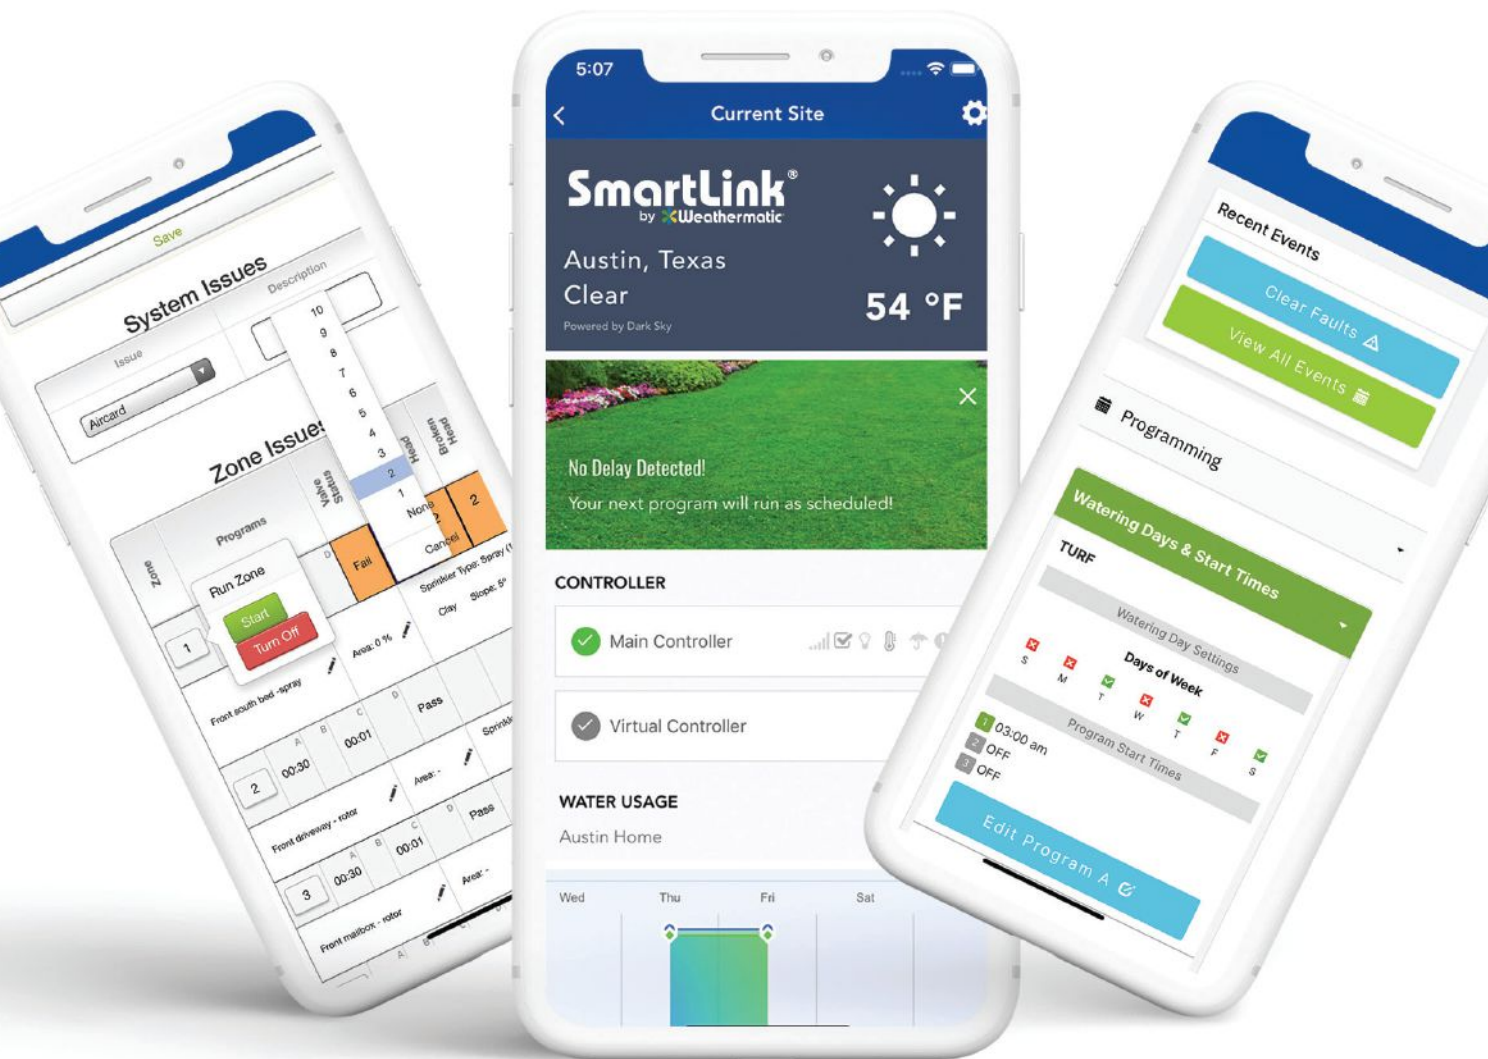 Save
System Issues
Issue
Description
Aircard
10
9
8
7
6
5
4
3
2
1
None
Cancel
Zone Issues
Zone
Programs
Valve Status
Head
Broken Head
D
Fail
2
2
Run Zone
Start
Turn Off
1
Front south bed -spray
Area: 0 %
Sprinkler Type: Spray (1
Clay
Slope: 5°
2
A
B
C
D
00:30
00:01
Pass
Front driveway - rotor
Area: -
Sprinkl
3
A
B
C
D
00:30
00:01
Pass
Front mailbox - rotor
Area: -
A
B
5:07
Current Site
SmartLink®
by Weathermatic
Austin, Texas
Clear
54 °F
Powered by Dark Sky
No Delay Detected!
Your next program will run as scheduled!
CONTROLLER
Main Controller
Virtual Controller
WATER USAGE
Austin Home
Wed Thu Fri Sat
Recent Events
Clear Faults
View All Events
Programming
Watering Days & Start Times
TURF
Watering Day Settings
Days of Week
S M T W T F S
Program Start Times
1 03:00 am
2 OFF
3 OFF
Edit Program A